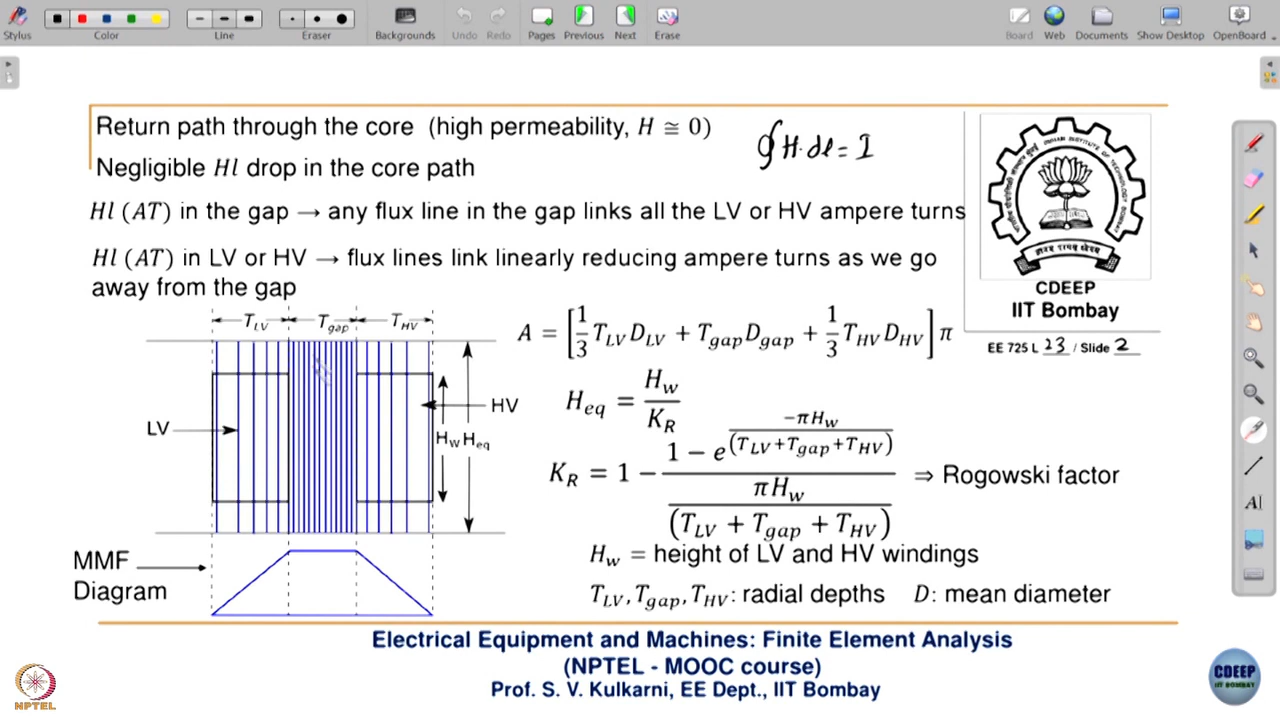 Stylus
Color
Line
Eraser
Backgrounds
Undo
Redo
Pages
Previous
Next
Erase
Board
Web
Documents
Show Desktop
OpenBoard
Return path through the core (high permeability, H ≅ 0)
∮H·dl = I
Negligible Hl drop in the core path
Hl (AT) in the gap → any flux line in the gap links all the LV or HV ampere turns
Hl (AT) in LV or HV → flux lines link linearly reducing ampere turns as we go
away from the gap
CDEEP
IIT Bombay
EE 725 L 23 / Slide 2
T_LV T_gap T_HV
A = [1/3 T_LV D_LV + T_gap D_gap + 1/3 T_HV D_HV] π
H_eq = H_w / K_R
LV
HV
H_w H_eq
K_R = 1 − (1 − e^(−πH_w / (T_LV + T_gap + T_HV))) / (πH_w / (T_LV + T_gap + T_HV)) ⇒ Rogowski factor
MMF
Diagram
H_w = height of LV and HV windings
T_LV, T_gap, T_HV: radial depths D: mean diameter
Electrical Equipment and Machines: Finite Element Analysis
(NPTEL - MOOC course)
Prof. S. V. Kulkarni, EE Dept., IIT Bombay
NPTEL
CDEEP
IIT BOMBAY